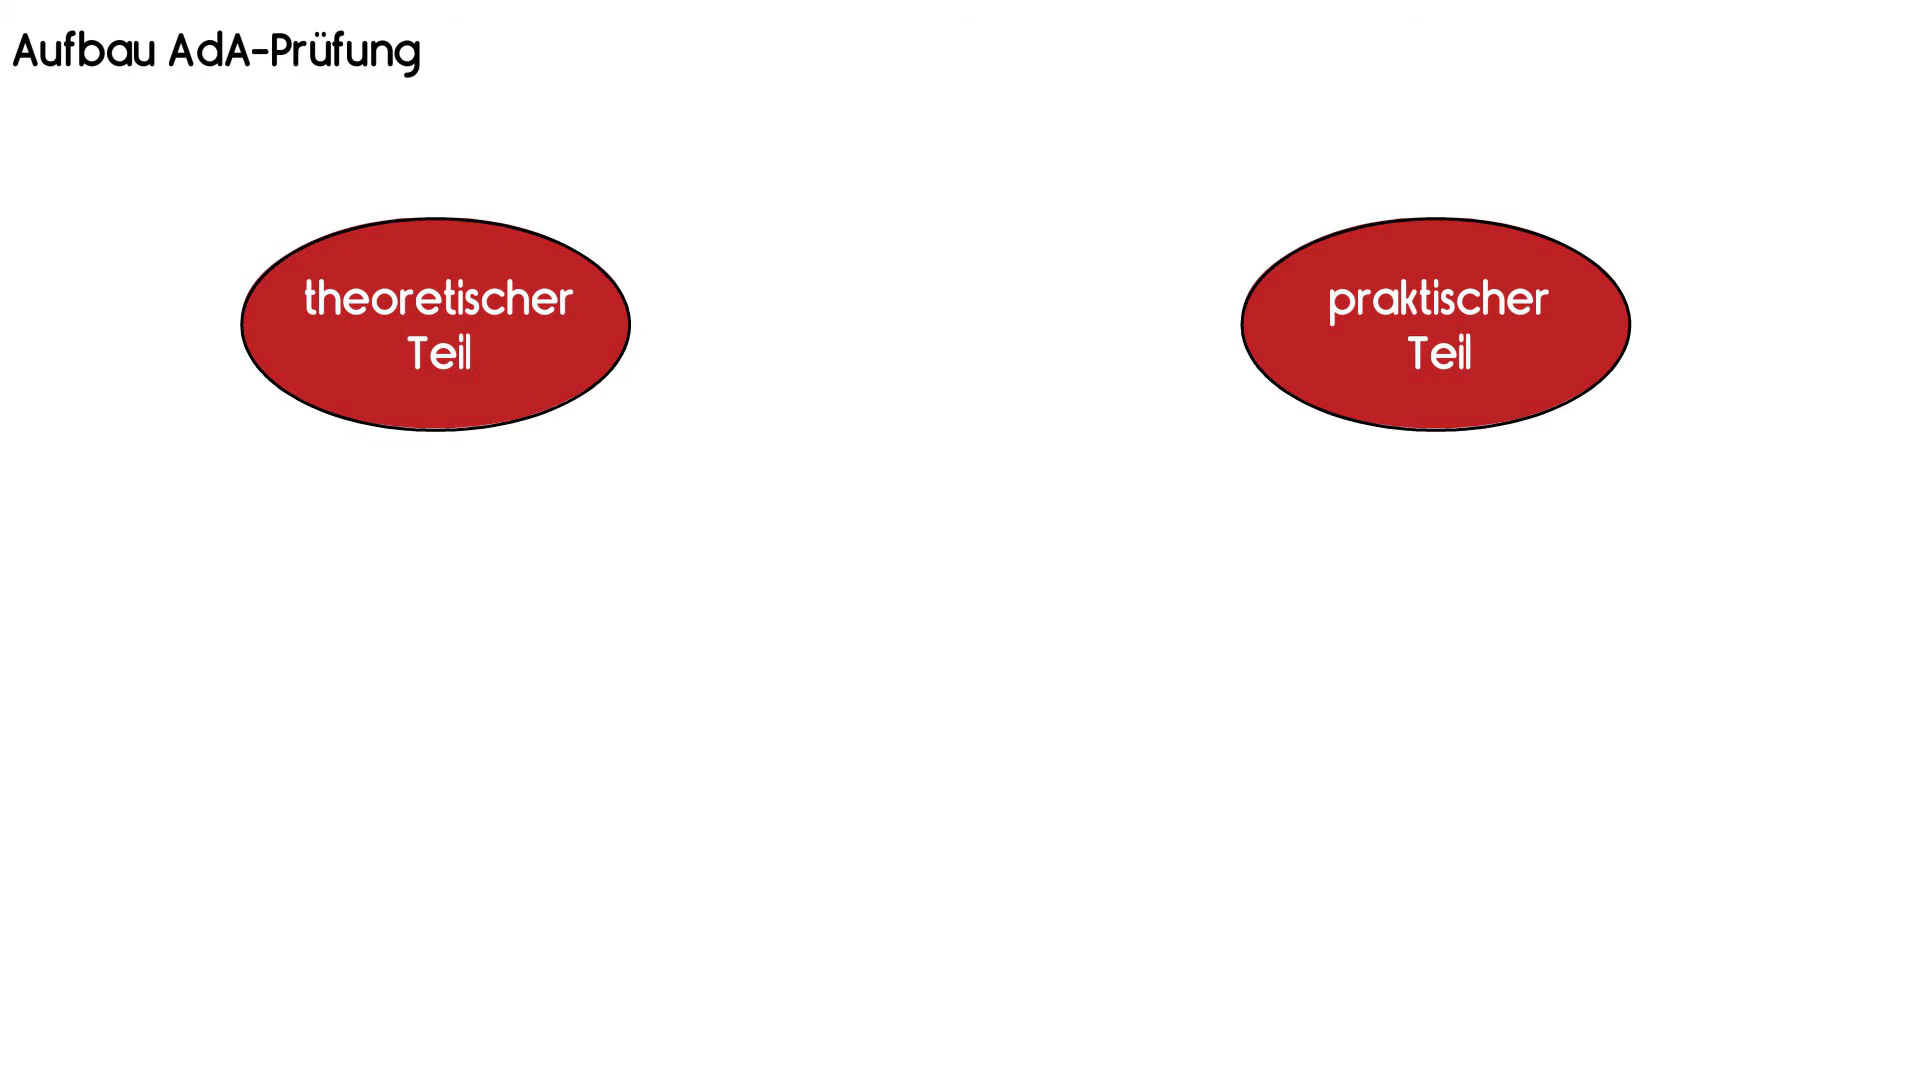 Aufbau AdA-Prüfung
theoretischer
Teil
praktischer
Teil